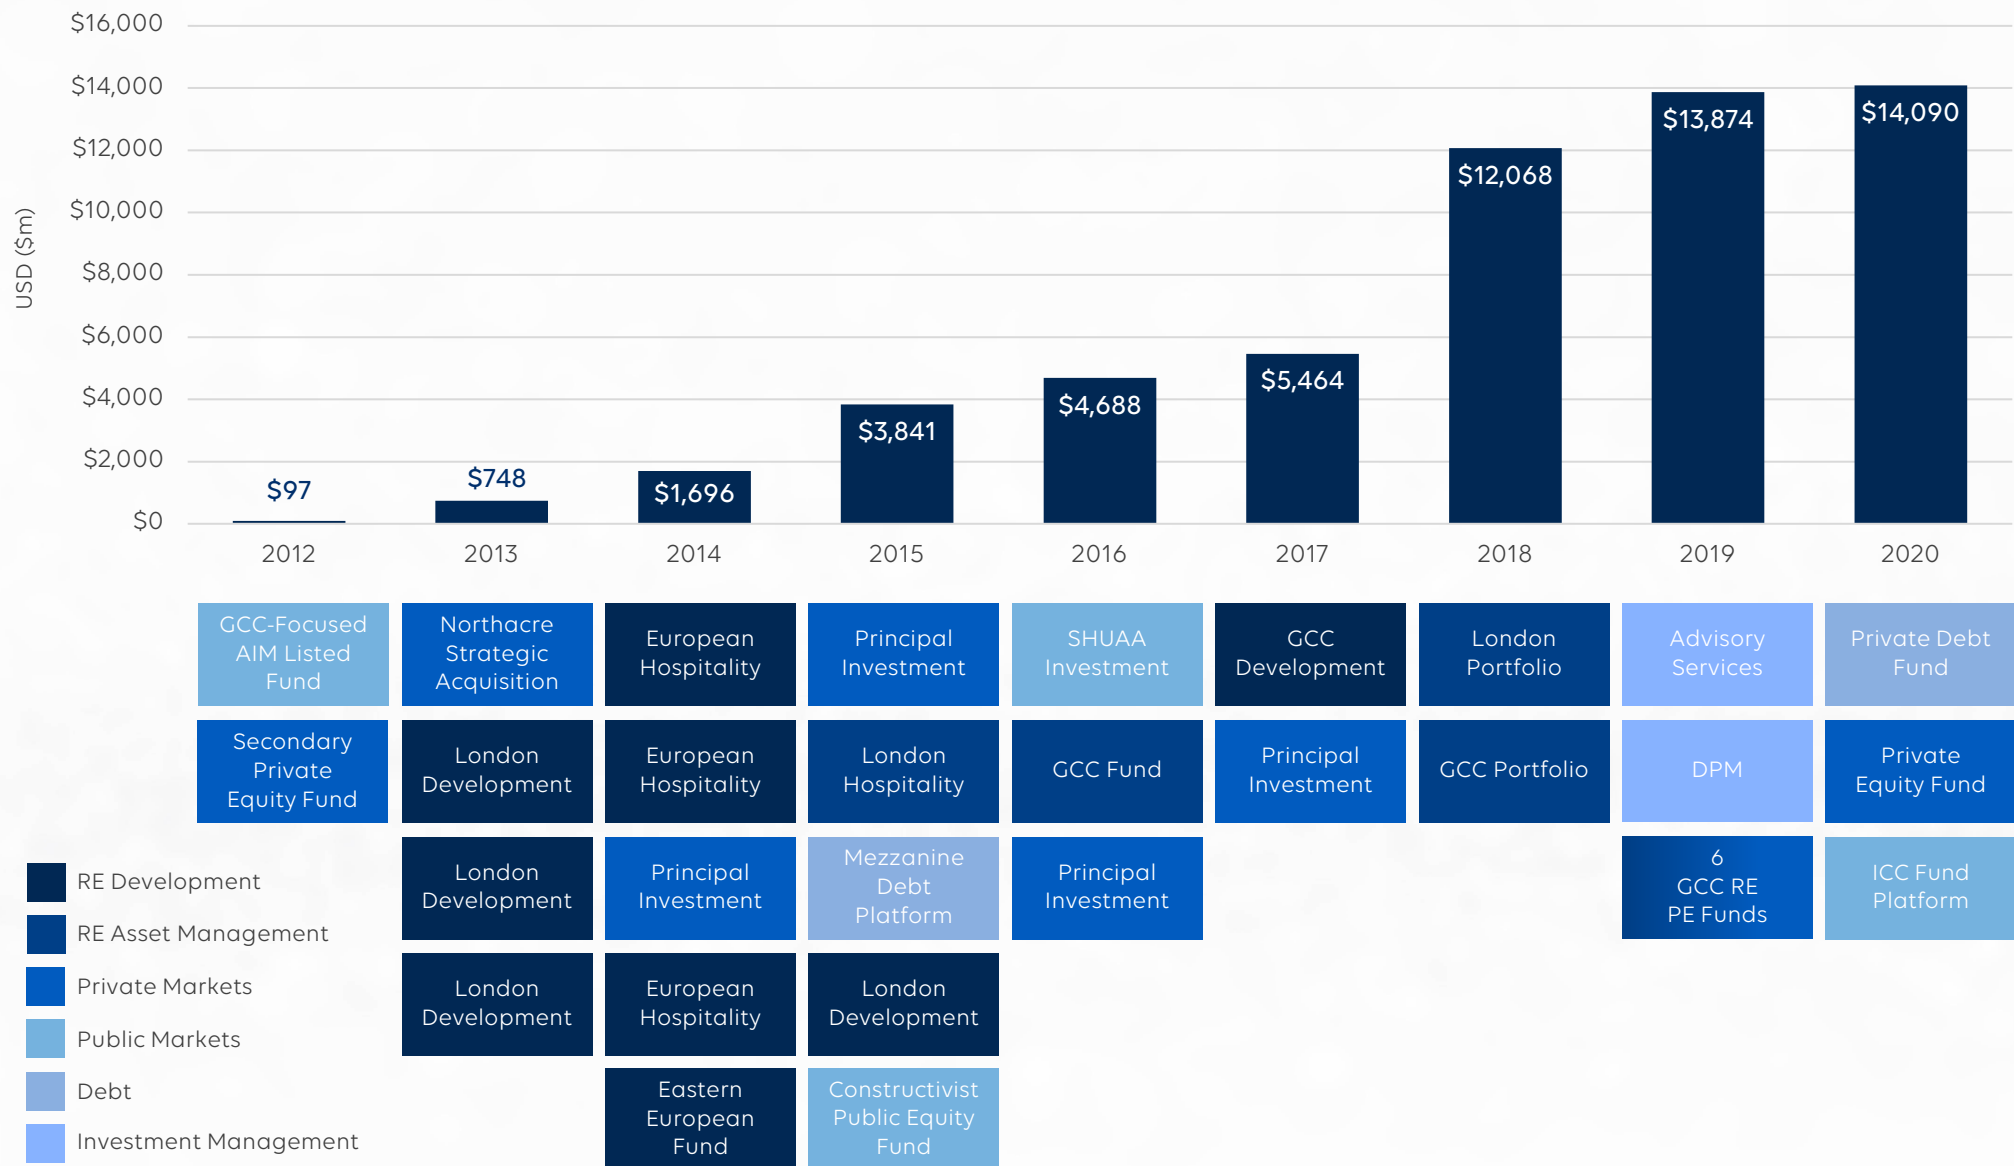 $16,000
$14,000
$12,000
$10,000
$8,000
$6,000
$4,000
$2,000
$0
USD ($m)
$97
$748
$1,696
$3,841
$4,688
$5,464
$12,068
$13,874
$14,090
2012
2013
2014
2015
2016
2017
2018
2019
2020
GCC-Focused
AIM Listed
Fund
Northacre
Strategic
Acquisition
European
Hospitality
Principal
Investment
SHUAA
Investment
GCC
Development
London
Portfolio
Advisory
Services
Private Debt
Fund
Secondary
Private
Equity Fund
London
Development
European
Hospitality
London
Hospitality
GCC Fund
Principal
Investment
GCC Portfolio
DPM
Private
Equity Fund
London
Development
Principal
Investment
Mezzanine
Debt
Platform
Principal
Investment
6
GCC RE
PE Funds
ICC Fund
Platform
London
Development
European
Hospitality
London
Development
Eastern
European
Fund
Constructivist
Public Equity
Fund
RE Development
RE Asset Management
Private Markets
Public Markets
Debt
Investment Management